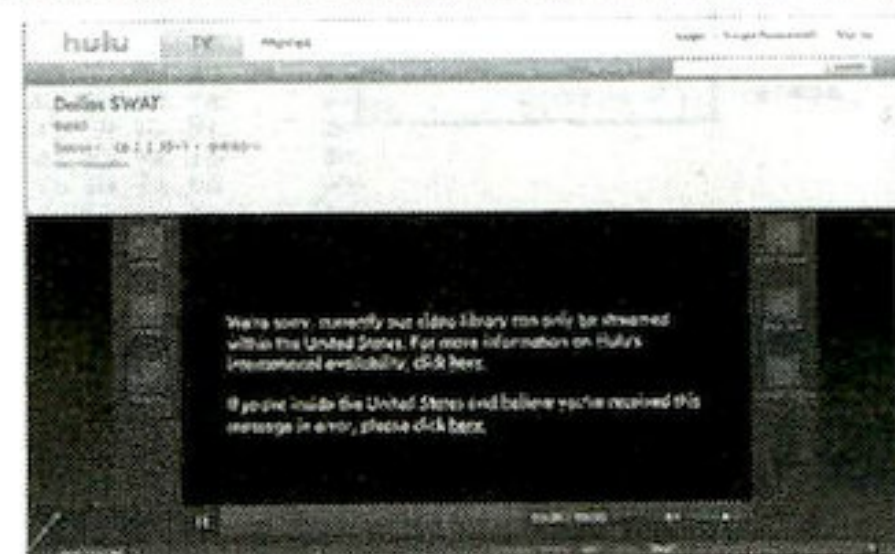 hulu TV Movies
Dallas SWAT
We're sorry, currently our video library can only be streamed
within the United States. For more information on Hulu's
international availability, click here.
If you're inside the United States and believe you've received this
message in error, please click here.